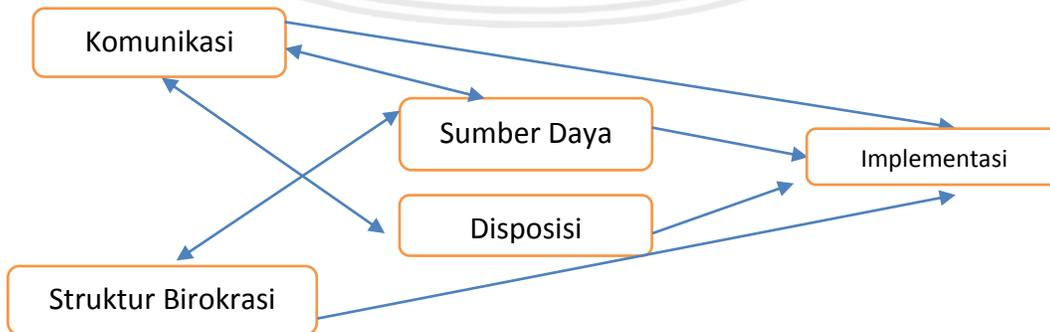 Komunikasi
Sumber Daya
Implementasi
Disposisi
Struktur Birokrasi